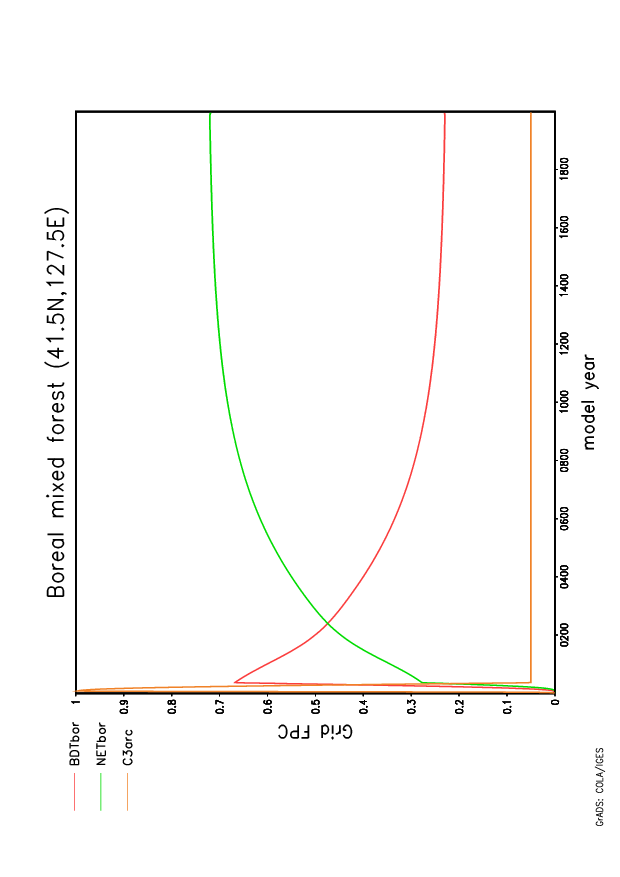 Boreal mixed forest (41.5N,127.5E)
BDTbor
NETbor
C3arc
Grid FPC
1
0.9
0.8
0.7
0.6
0.5
0.4
0.3
0.2
0.1
0
0200
0400
0600
0800
1000
1200
1400
1600
1800
model year
GrADS: COLA/IGES